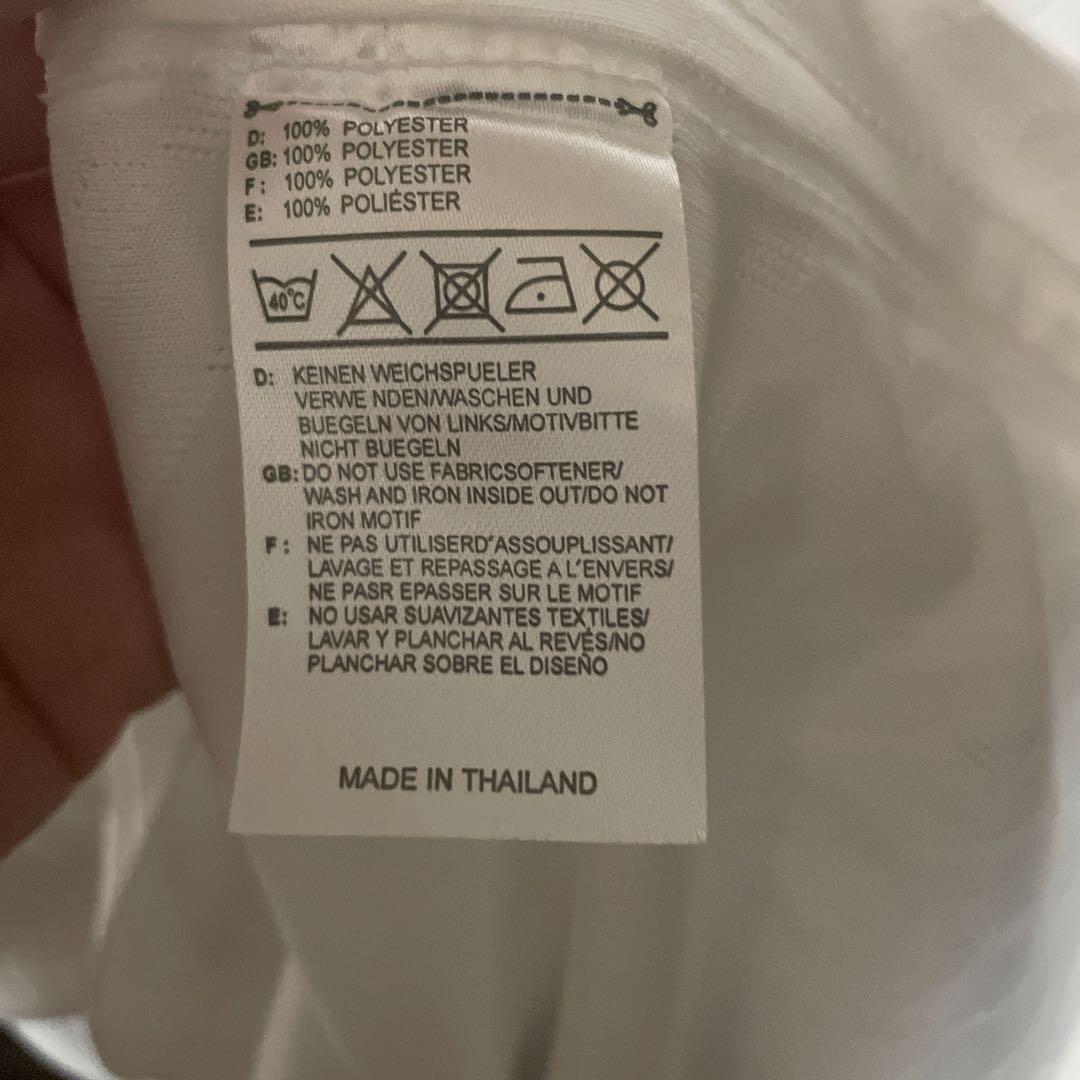 D: 100% POLYESTER
GB: 100% POLYESTER
F: 100% POLYESTER
E: 100% POLIÉSTER
40°C
D: KEINEN WEICHSPUELER
VERWE NDEN/WASCHEN UND
BUEGELN VON LINKS/MOTIVBITTE
NICHT BUEGELN
GB: DO NOT USE FABRICSOFTENER/
WASH AND IRON INSIDE OUT/DO NOT
IRON MOTIF
F: NE PAS UTILISERD'ASSOUPLISSANT/
LAVAGE ET REPASSAGE A L'ENVERS/
NE PASR EPASSER SUR LE MOTIF
E: NO USAR SUAVIZANTES TEXTILES/
LAVAR Y PLANCHAR AL REVÉS/NO
PLANCHAR SOBRE EL DISEÑO
MADE IN THAILAND